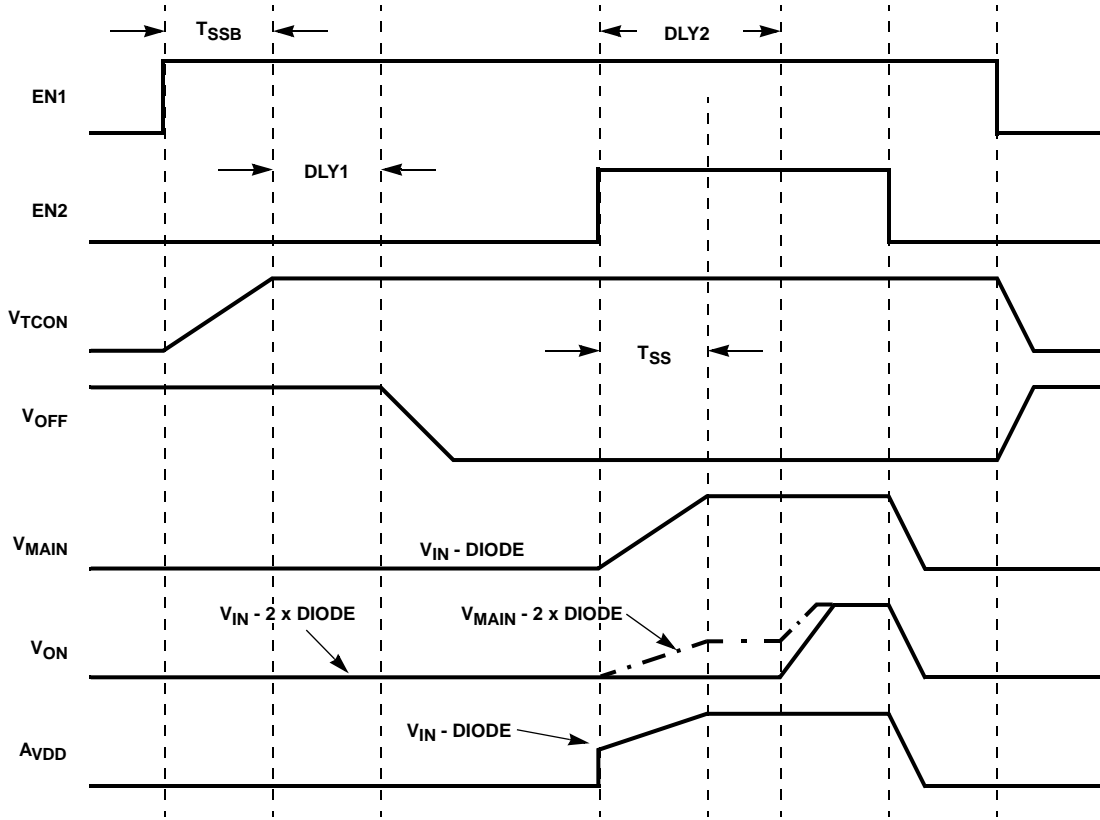 TSSB
DLY2
EN1
DLY1
EN2
VTCON
TSS
VOFF
VMAIN
VIN - DIODE
VIN - 2 x DIODE
VMAIN - 2 x DIODE
VON
VIN - DIODE
AVDD